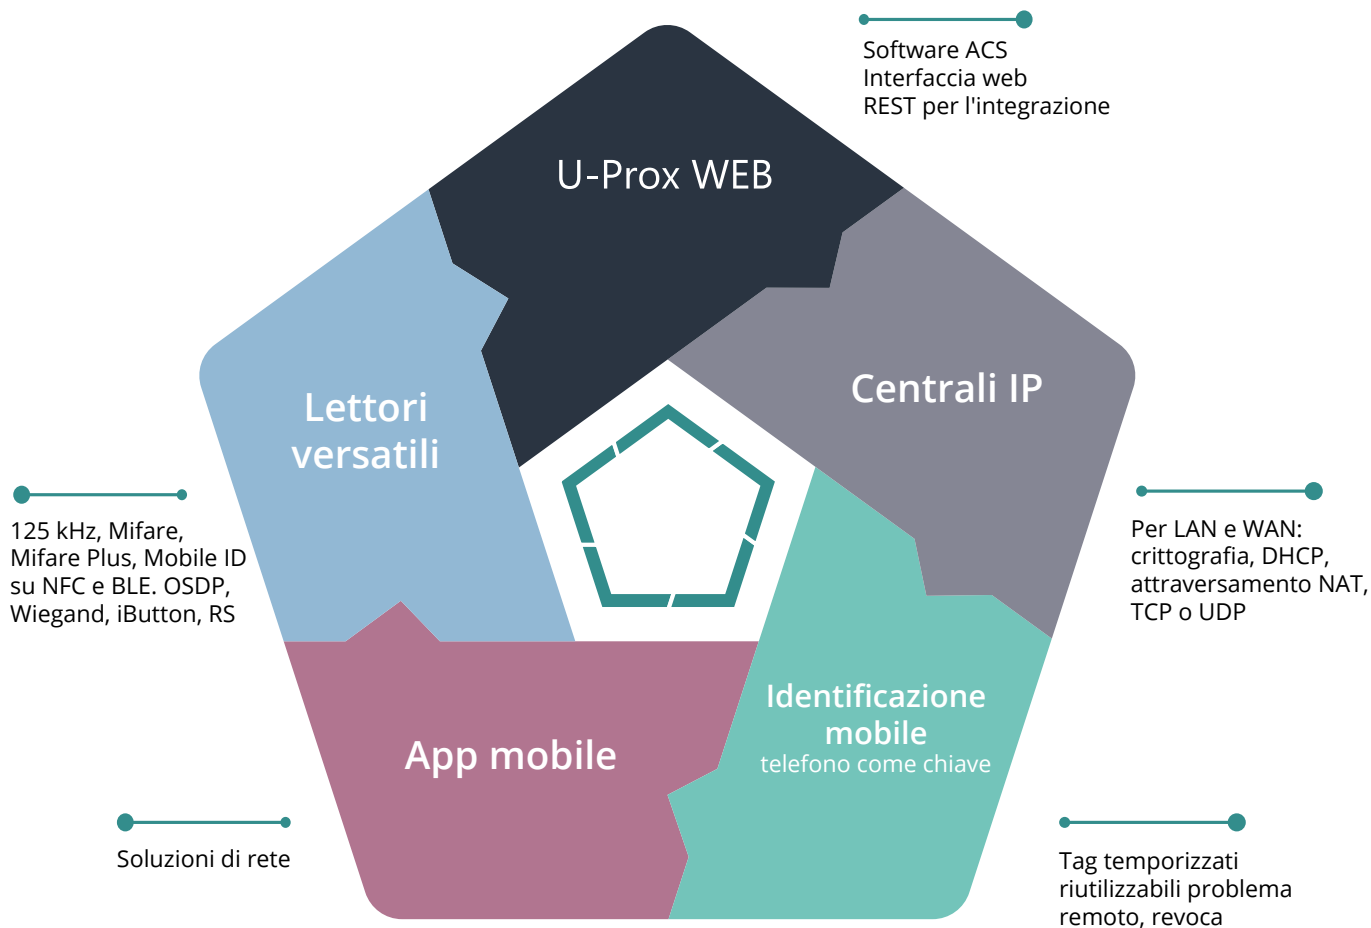 Software ACS
Interfaccia web
REST per l'integrazione
U-Prox WEB
Centrali IP
Lettori
versatili
125 kHz, Mifare,
Mifare Plus, Mobile ID
su NFC e BLE. OSDP,
Wiegand, iButton, RS
Per LAN e WAN:
crittografia, DHCP,
attraversamento NAT,
TCP o UDP
Identificazione
mobile
telefono come chiave
App mobile
Soluzioni di rete
Tag temporizzati
riutilizzabili problema
remoto, revoca